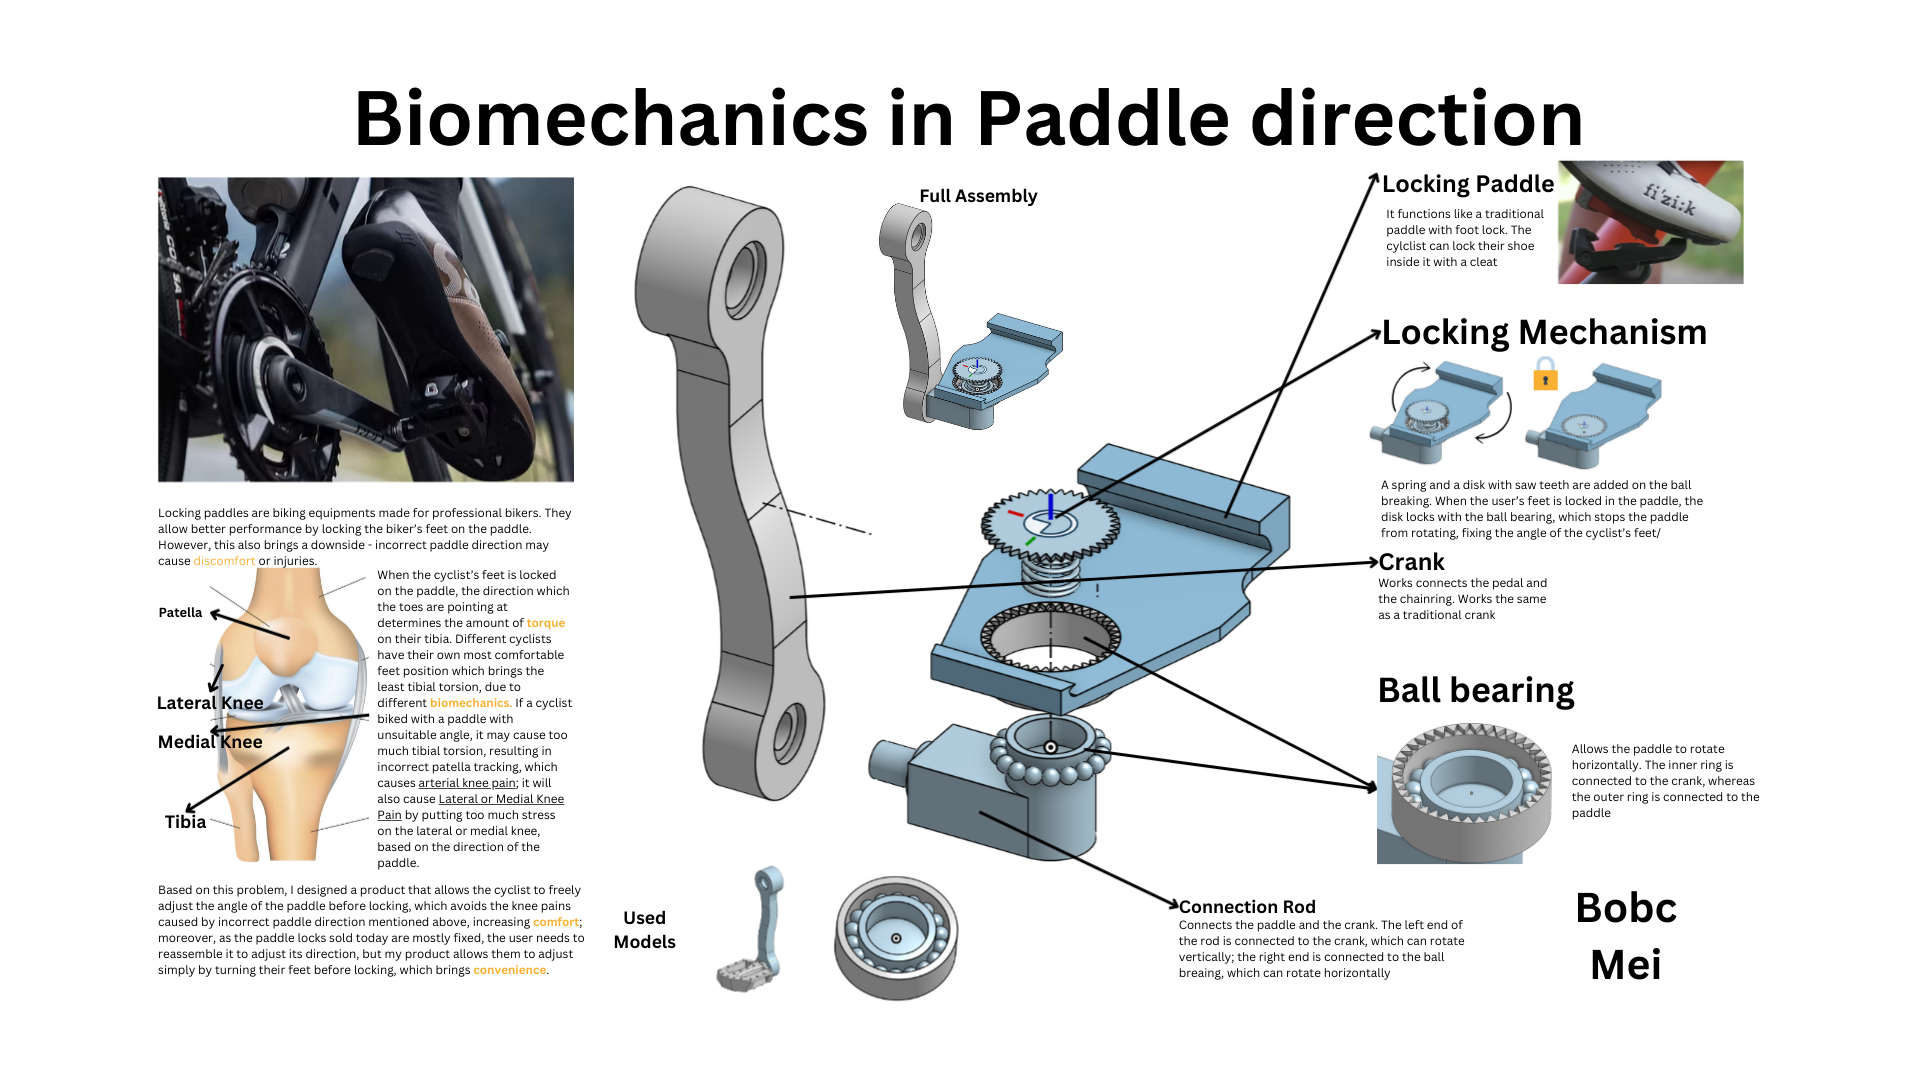 Biomechanics in Paddle direction
Locking paddles are biking equipments made for professional bikers. They
allow better performance by locking the biker's feet on the paddle.
However, this also brings a downside - incorrect paddle direction may
cause discomfort or injuries.
Patella
Lateral Knee
Medial Knee
Tibia
When the cyclist's feet is locked
on the paddle, the direction which
the toes are pointing at
determines the amount of torque
on their tibia. Different cyclists
have their own most comfortable
feet position which brings the
least tibial torsion, due to
different biomechanics. If a cyclist
biked with a paddle with
unsuitable angle, it may cause too
much tibial torsion, resulting in
incorrect patella tracking, which
causes arterial knee pain; it will
also cause Lateral or Medial Knee
Pain by putting too much stress
on the lateral or medial knee,
based on the direction of the
paddle.
Based on this problem, I designed a product that allows the cyclist to freely
adjust the angle of the paddle before locking, which avoids the knee pains
caused by incorrect paddle direction mentioned above, increasing comfort;
moreover, as the paddle locks sold today are mostly fixed, the user needs to
reassemble it to adjust its direction, but my product allows them to adjust
simply by turning their feet before locking, which brings convenience.
Full Assembly
Used
Models
Locking Paddle
It functions like a traditional
paddle with foot lock. The
cylclist can lock their shoe
inside it with a cleat
fi'zi:k
Locking Mechanism
A spring and a disk with saw teeth are added on the ball
breaking. When the user's feet is locked in the paddle, the
disk locks with the ball bearing, which stops the paddle
from rotating, fixing the angle of the cyclist's feet/
Crank
Works connects the pedal and
the chainring. Works the same
as a traditional crank
Ball bearing
Allows the paddle to rotate
horizontally. The inner ring is
connected to the crank, whereas
the outer ring is connected to the
paddle
Connection Rod
Connects the paddle and the crank. The left end of
the rod is connected to the crank, which can rotate
vertically; the right end is connected to the ball
breaing, which can rotate horizontally
Bobc
Mei